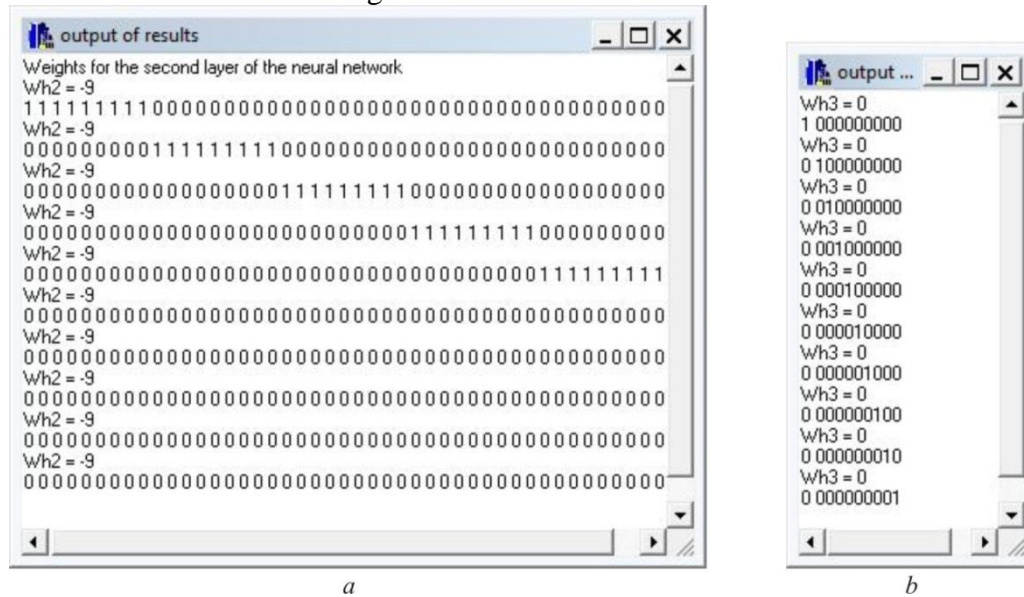 output of results
Weights for the second layer of the neural network
Wh2 = -9
1 1 1 1 1 1 1 1 1 0 0 0 0 0 0 0 0 0 0 0 0 0 0 0 0 0 0 0 0 0 0 0 0 0 0 0 0 0 0 0 0 0 0 0 0
Wh2 = -9
0 0 0 0 0 0 0 0 0 1 1 1 1 1 1 1 1 1 0 0 0 0 0 0 0 0 0 0 0 0 0 0 0 0 0 0 0 0 0 0 0 0 0 0 0
Wh2 = -9
0 0 0 0 0 0 0 0 0 0 0 0 0 0 0 0 0 0 1 1 1 1 1 1 1 1 1 0 0 0 0 0 0 0 0 0 0 0 0 0 0 0 0 0 0
Wh2 = -9
0 0 0 0 0 0 0 0 0 0 0 0 0 0 0 0 0 0 0 0 0 0 0 0 0 0 0 1 1 1 1 1 1 1 1 1 0 0 0 0 0 0 0 0 0
Wh2 = -9
0 0 0 0 0 0 0 0 0 0 0 0 0 0 0 0 0 0 0 0 0 0 0 0 0 0 0 0 0 0 0 0 0 0 0 0 1 1 1 1 1 1 1 1 1
Wh2 = -9
0 0 0 0 0 0 0 0 0 0 0 0 0 0 0 0 0 0 0 0 0 0 0 0 0 0 0 0 0 0 0 0 0 0 0 0 0 0 0 0 0 0 0 0 0
Wh2 = -9
0 0 0 0 0 0 0 0 0 0 0 0 0 0 0 0 0 0 0 0 0 0 0 0 0 0 0 0 0 0 0 0 0 0 0 0 0 0 0 0 0 0 0 0 0
Wh2 = -9
0 0 0 0 0 0 0 0 0 0 0 0 0 0 0 0 0 0 0 0 0 0 0 0 0 0 0 0 0 0 0 0 0 0 0 0 0 0 0 0 0 0 0 0 0
Wh2 = -9
0 0 0 0 0 0 0 0 0 0 0 0 0 0 0 0 0 0 0 0 0 0 0 0 0 0 0 0 0 0 0 0 0 0 0 0 0 0 0 0 0 0 0 0 0
Wh2 = -9
0 0 0 0 0 0 0 0 0 0 0 0 0 0 0 0 0 0 0 0 0 0 0 0 0 0 0 0 0 0 0 0 0 0 0 0 0 0 0 0 0 0 0 0 0
a
output ...
Wh3 = 0
1 000000000
Wh3 = 0
0 100000000
Wh3 = 0
0 010000000
Wh3 = 0
0 001000000
Wh3 = 0
0 000100000
Wh3 = 0
0 000010000
Wh3 = 0
0 000001000
Wh3 = 0
0 000000100
Wh3 = 0
0 000000010
Wh3 = 0
0 000000001
b